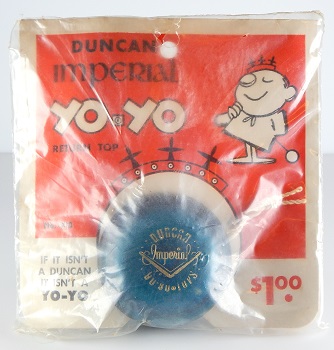 DUNCAN
IMPERIAL
YO-YO
RETURN TOP
IF IT ISN'T
A DUNCAN
IT ISN'T A
YO-YO
DUNCAN
Imperial
YO-YO TOPS
$1.00